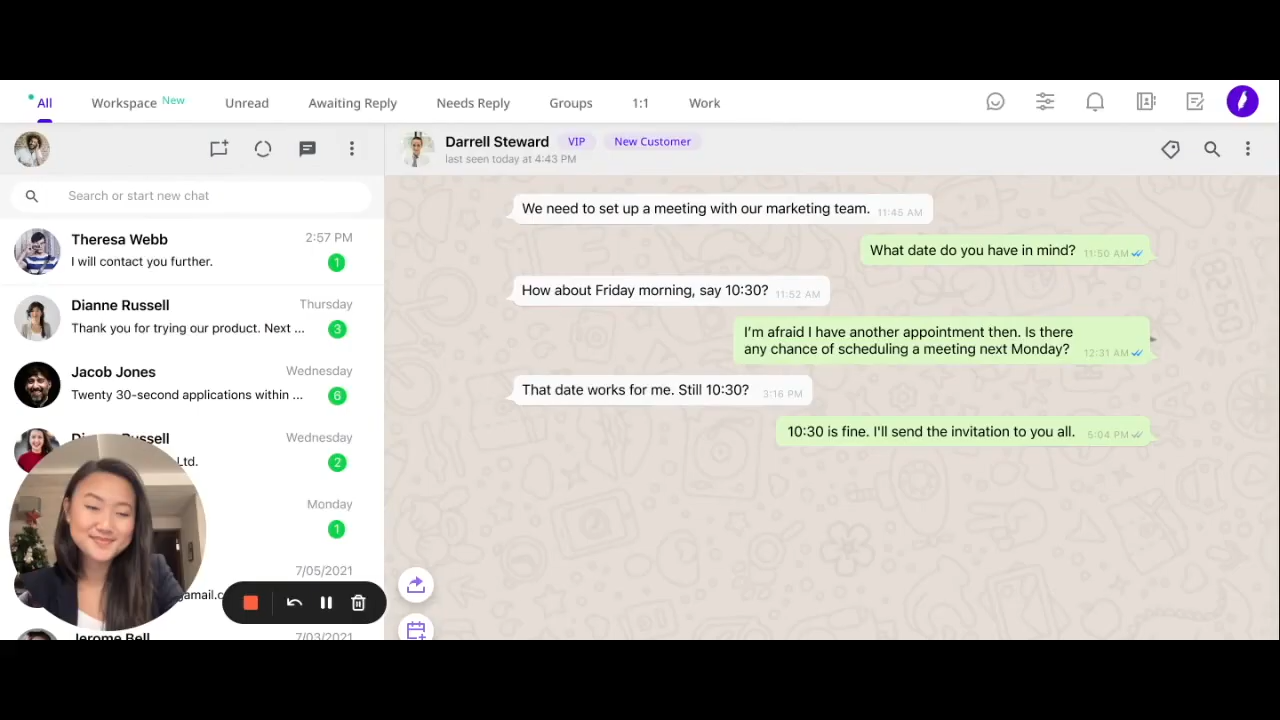 All
Workspace New
Unread
Awaiting Reply
Needs Reply
Groups
1:1
Work
Darrell Steward VIP New Customer
last seen today at 4:43 PM
Search or start new chat
Theresa Webb 2:57 PM
I will contact you further. 1
Dianne Russell Thursday
Thank you for trying our product. Next ... 3
Jacob Jones Wednesday
Twenty 30-second applications within ... 6
Russell Wednesday
Ltd. 2
Monday
1
7/05/2021
Jerome Bell 7/03/2021
We need to set up a meeting with our marketing team. 11:45 AM
What date do you have in mind? 11:50 AM
How about Friday morning, say 10:30? 11:52 AM
I’m afraid I have another appointment then. Is there
any chance of scheduling a meeting next Monday? 12:31 AM
That date works for me. Still 10:30? 3:16 PM
10:30 is fine. I'll send the invitation to you all. 5:04 PM